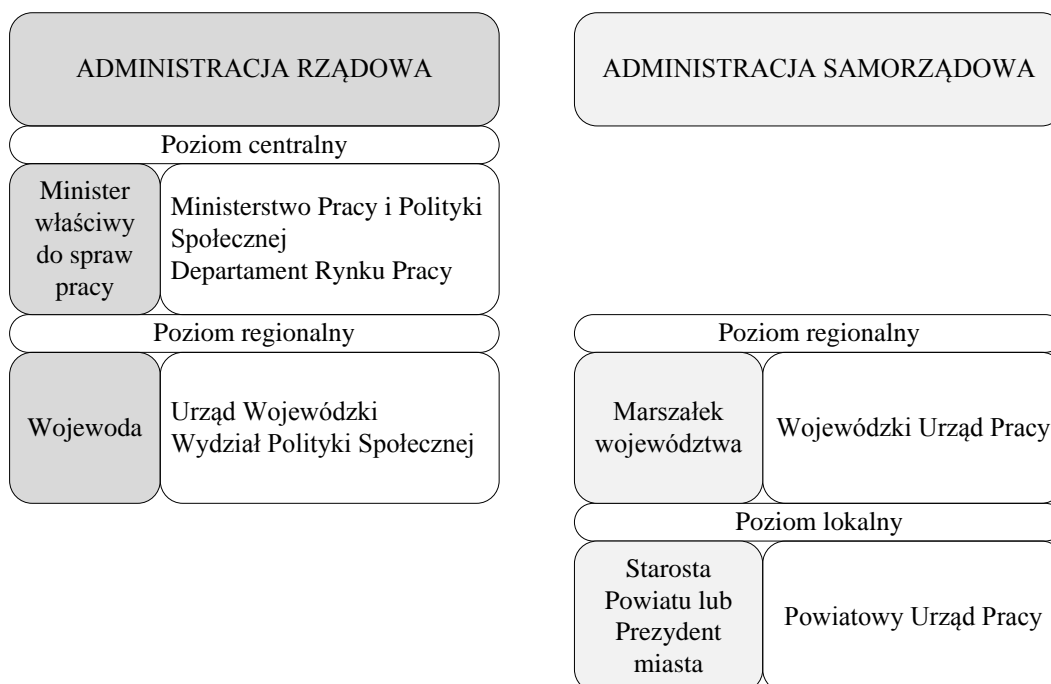 ADMINISTRACJA RZĄDOWA
Poziom centralny
Minister
właściwy
do spraw
pracy
Ministerstwo Pracy i Polityki
Społecznej
Departament Rynku Pracy
Poziom regionalny
Wojewoda
Urząd Wojewódzki
Wydział Polityki Społecznej
ADMINISTRACJA SAMORZĄDOWA
Poziom regionalny
Marszałek
województwa
Wojewódzki Urząd Pracy
Poziom lokalny
Starosta
Powiatu lub
Prezydent
miasta
Powiatowy Urząd Pracy